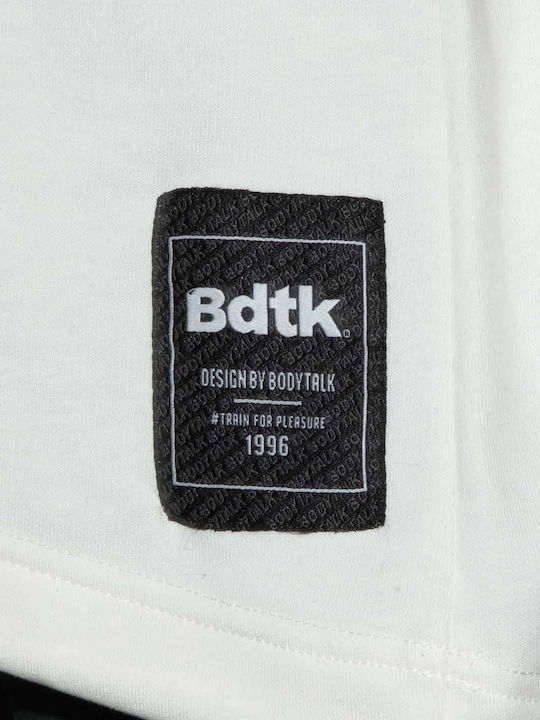 Bdtk®
DESIGN BY BODYTALK
#TRAIN FOR PLEASURE
1996